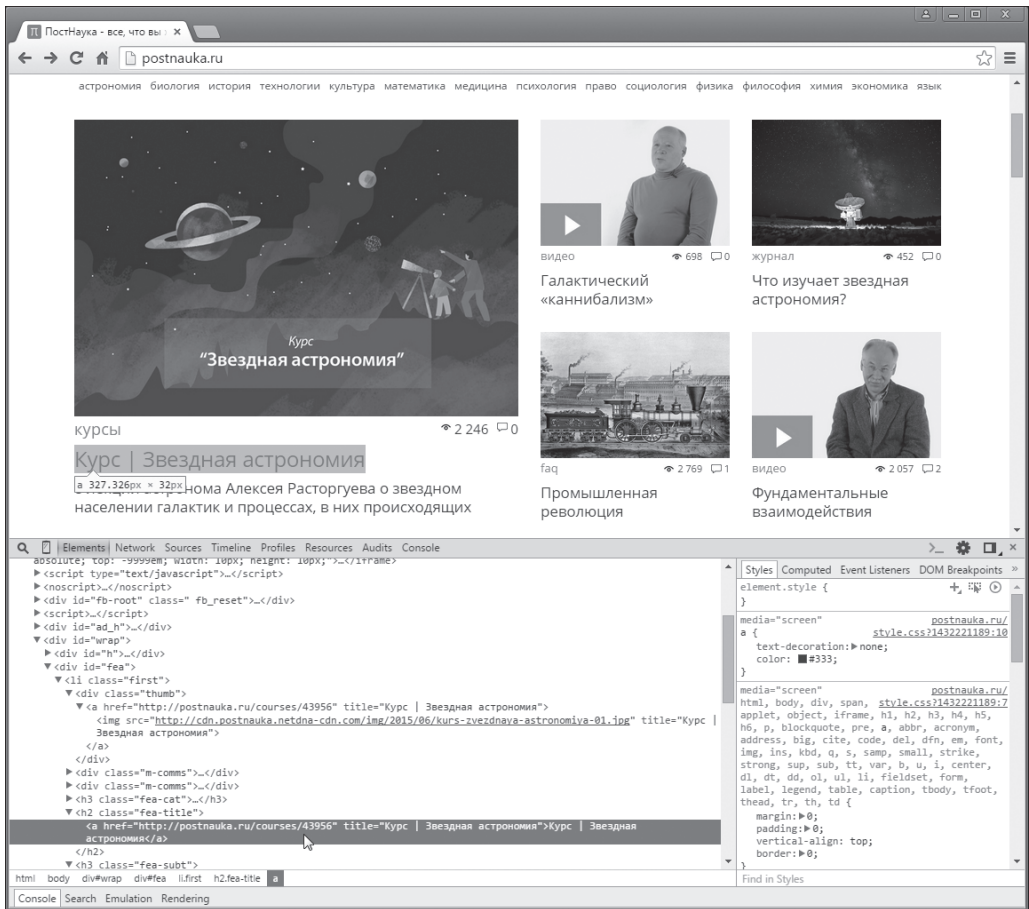 ПостНаука - все, что вы
postnauka.ru
астрономия биология история технологии культура математика медицина психология право социология физика философия химия экономика язык
Курс
“Звездная астрономия”
курсы 2 246 0
Курс | Звездная астрономия
a 327.326px × 32px
астронома Алексея Расторгуева о звездном
населении галактик и процессах, в них происходящих
видео 698 0
Галактический
«каннибализм»
журнал 452 0
Что изучает звездная
астрономия?
faq 2 769 1
Промышленная
революция
видео 2 057 2
Фундаментальные
взаимодействия
Elements Network Sources Timeline Profiles Resources Audits Console
absolute; top: -9999em; width: 10px; height: 10px;">…</iframe>
<script type="text/javascript">…</script>
<noscript>…</noscript>
<div id="fb-root" class=" fb_reset">…</div>
<script>…</script>
<div id="ad_h">…</div>
<div id="wrap">
<div id="h">…</div>
<div id="fea">
<li class="first">
<div class="thumb">
<a href="http://postnauka.ru/courses/43956" title="Курс | Звездная астрономия">
<img src="http://cdn.postnauka.netdna-cdn.com/img/2015/06/kurs-zvezdnaya-astronomiya-01.jpg" title="Курс |
Звездная астрономия">
</a>
</div>
<div class="m-comms">…</div>
<div class="m-comms">…</div>
<h3 class="fea-cat">…</h3>
<h2 class="fea-title">
<a href="http://postnauka.ru/courses/43956" title="Курс | Звездная астрономия">Курс | Звездная
астрономия</a>
</h2>
<h3 class="fea-subt">
html body div#wrap div#fea li.first h2.fea-title a
Console Search Emulation Rendering
Styles Computed Event Listeners DOM Breakpoints »
element.style {
}
media="screen" postnauka.ru/
a { style.css?1432221189:10
text-decoration: none;
color: #333;
}
media="screen" postnauka.ru/
html, body, div, span, style.css?1432221189:7
applet, object, iframe, h1, h2, h3, h4, h5,
h6, p, blockquote, pre, a, abbr, acronym,
address, big, cite, code, del, dfn, em, font,
img, ins, kbd, q, s, samp, small, strike,
strong, sup, sub, tt, var, b, u, i, center,
dl, dt, dd, ol, ul, li, fieldset, form,
label, legend, table, caption, tbody, tfoot,
thead, tr, th, td {
margin: 0;
padding: 0;
vertical-align: top;
border: 0;
}
Find in Styles